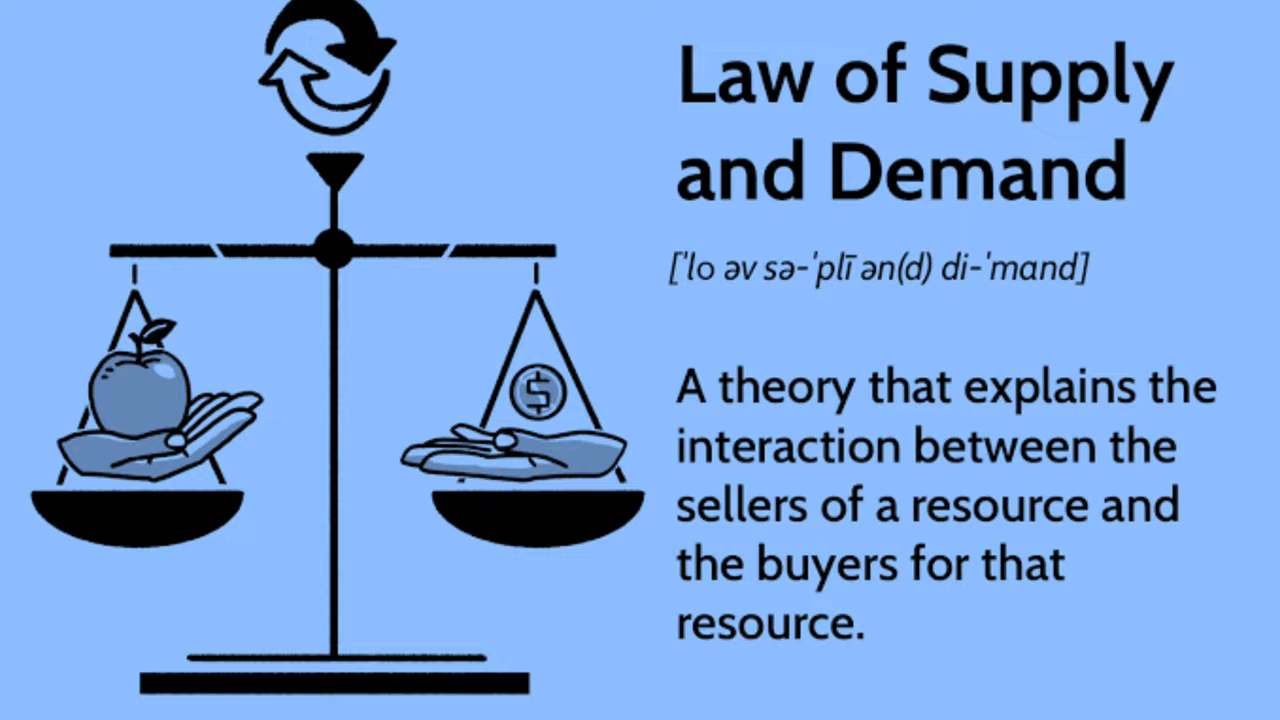 Law of Supply
and Demand
[ˈlo əv sə-ˈplī ən(d) di-ˈmand]
A theory that explains the
interaction between the
sellers of a resource and
the buyers for that
resource.
$